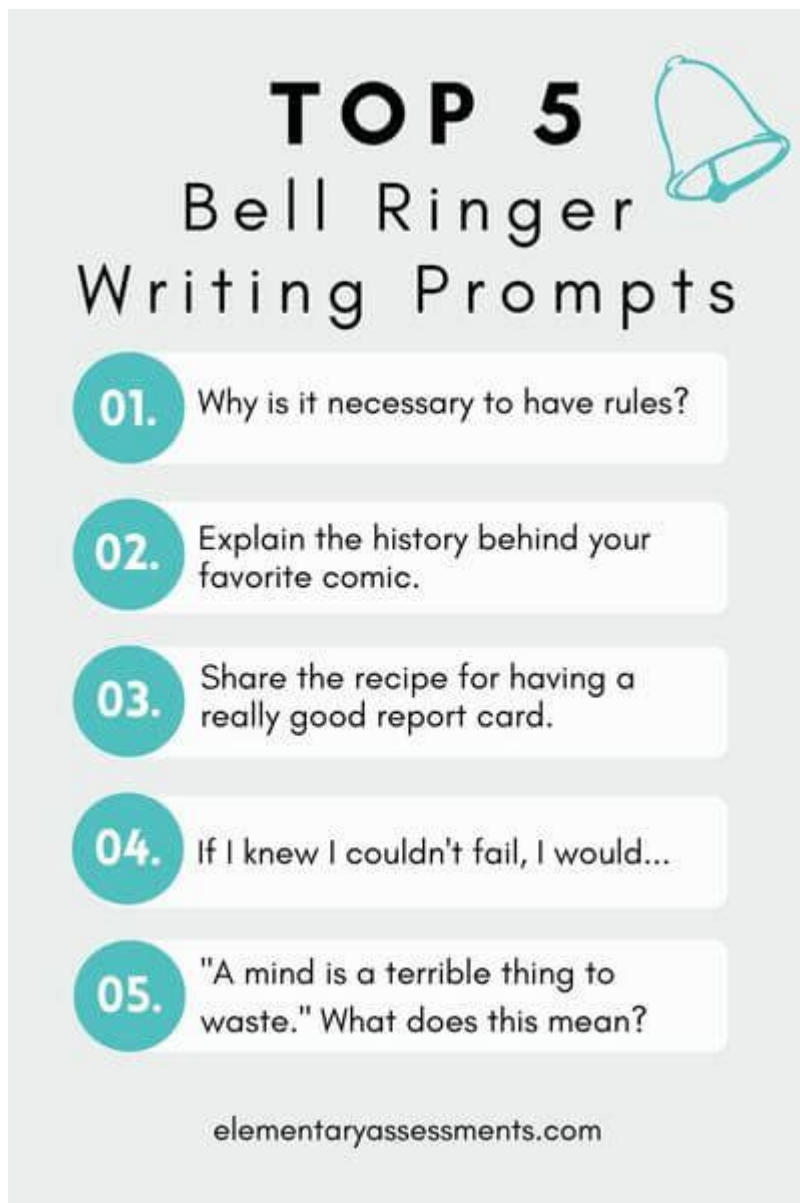 TOP 5
Bell Ringer
Writing Prompts
01. Why is it necessary to have rules?
02. Explain the history behind your
favorite comic.
03. Share the recipe for having a
really good report card.
04. If I knew I couldn't fail, I would...
05. "A mind is a terrible thing to
waste." What does this mean?
elementaryassessments.com